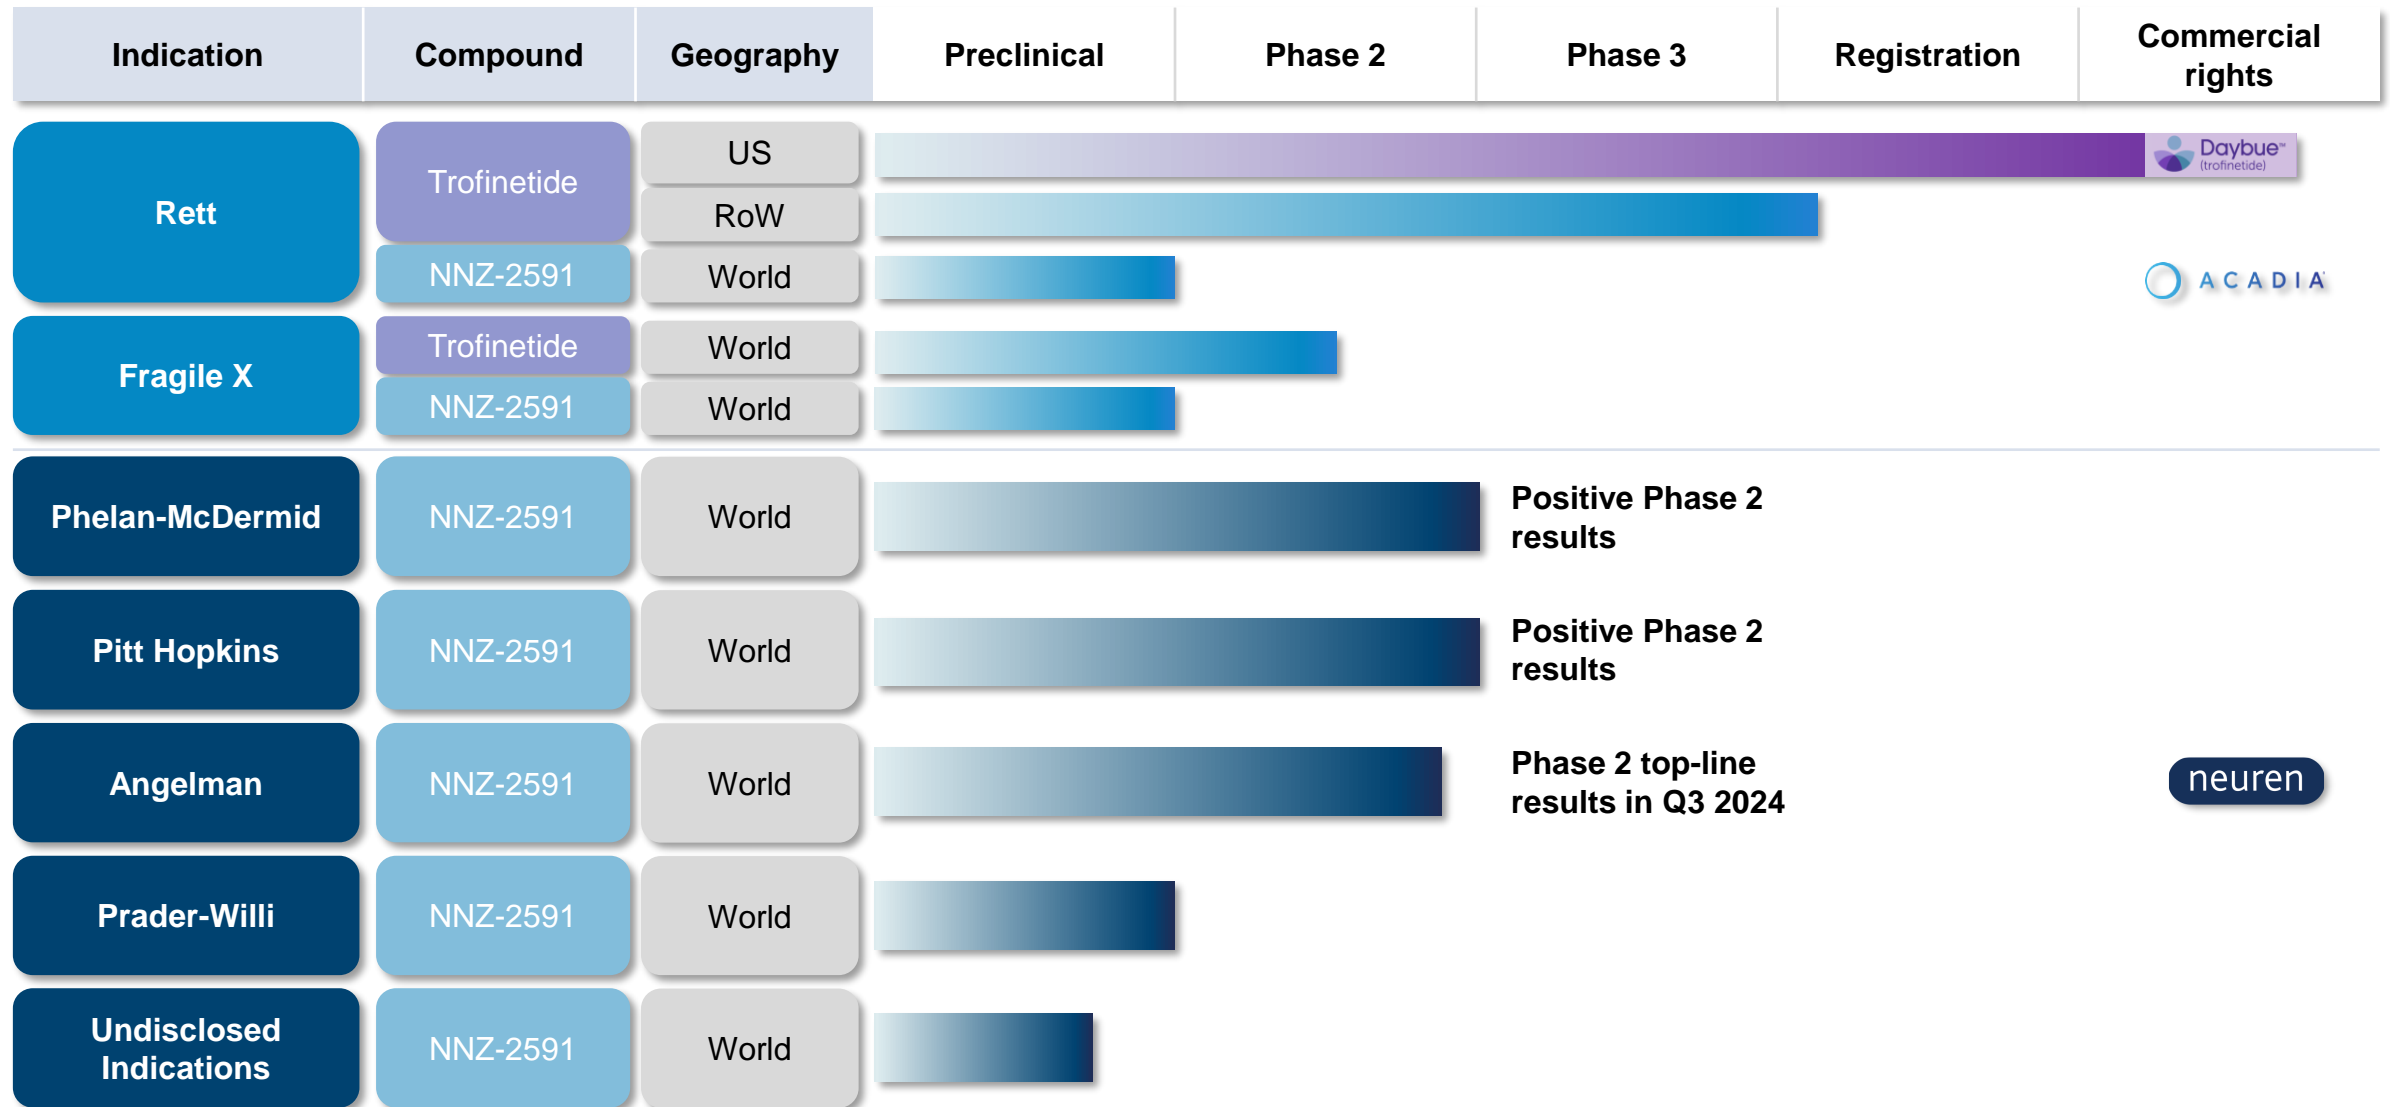 Indication
Compound
Geography
Preclinical
Phase 2
Phase 3
Registration
Commercial
rights
Rett
Trofinetide
US
Daybue™
(trofinetide)
RoW
NNZ-2591
World
ACADIA
Fragile X
Trofinetide
World
NNZ-2591
World
Phelan-McDermid
NNZ-2591
World
Positive Phase 2
results
Pitt Hopkins
NNZ-2591
World
Positive Phase 2
results
Angelman
NNZ-2591
World
Phase 2 top-line
results in Q3 2024
neuren
Prader-Willi
NNZ-2591
World
Undisclosed
Indications
NNZ-2591
World